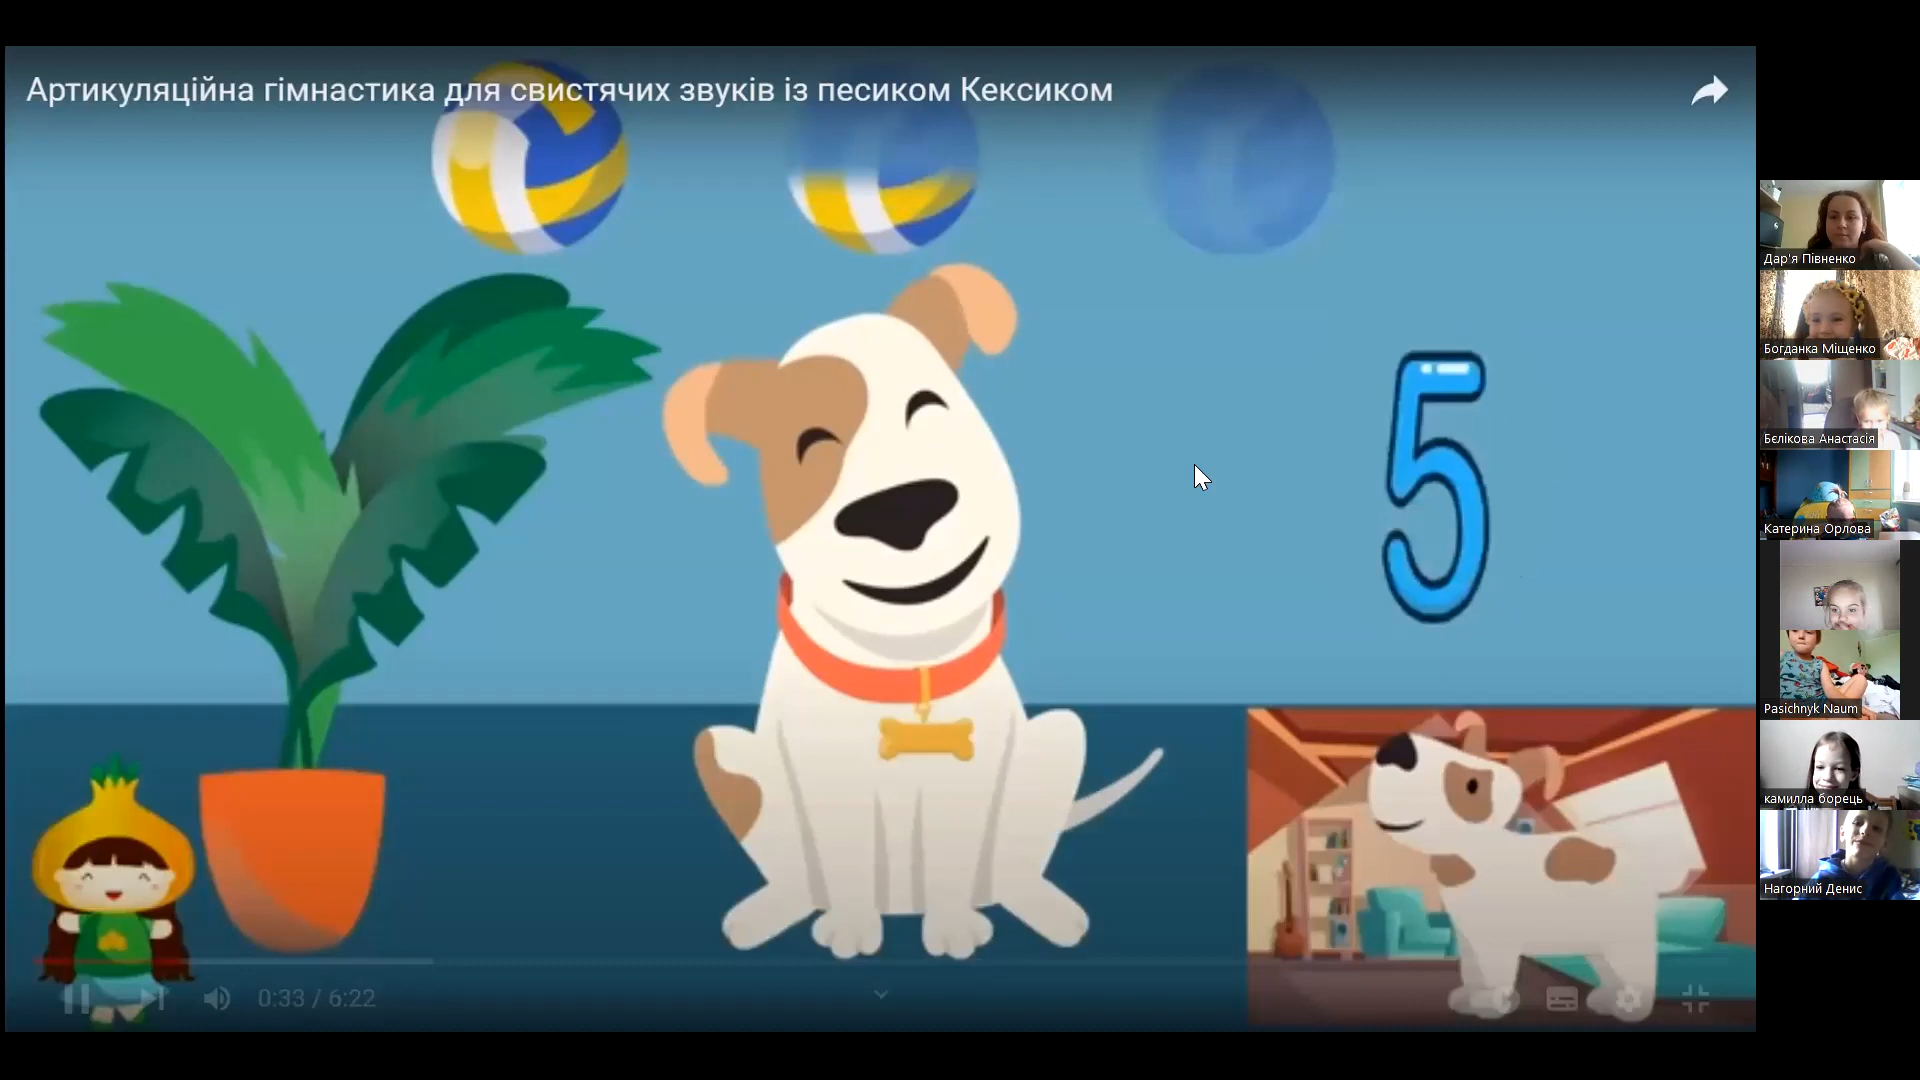 Артикуляційна гімнастика для свистячих звуків із песиком Кексиком
5
0:33 / 6:22
Дар'я Півненко
Богданка Міщенко
Бєлікова Анастасія
Катерина Орлова
Pasichnyk Naum
камилла борець
Нагорний Денис